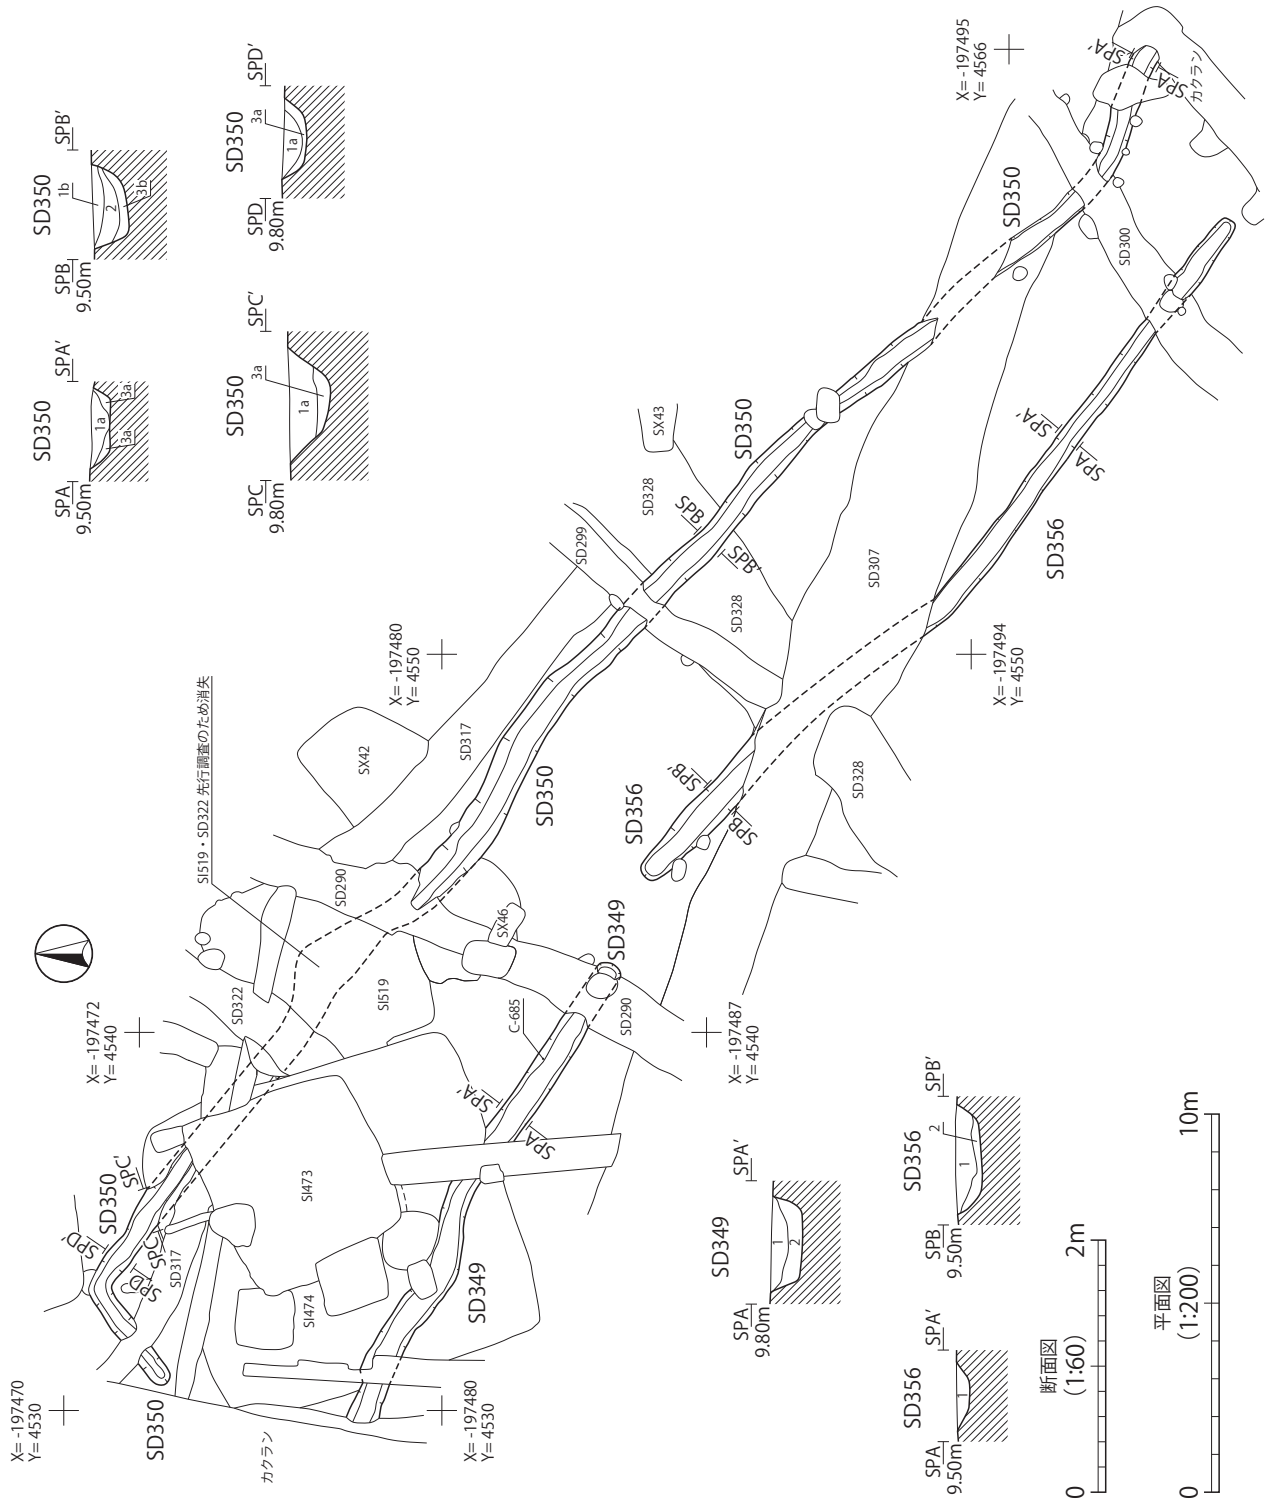 SD350
SPA
9.50m
SPA′
1a
3a
3a
SD350
SPB
9.50m
SPB′
1b
2
3b
SD350
SPC
9.80m
SPC′
1a
3a
SD350
SPD
9.80m
SPD′
1a
3a
X= -197495
Y= 4566
SPA′
SPA
カクラン
SD350
SD300
SX43
SD350
SD328
SPB
SPB′
SD299
SD328
SD307
SPA′
SPA
SD356
X= -197480
Y= 4550
X= -197494
Y= 4550
SI519・SD322 先行調査のため消失
SX42
SD317
SD350
SD356
SPB′
SPB
SD328
SD290
SX46
SD349
SI519
SD322
C-685
SD290
X= -197472
Y= 4540
X= -197487
Y= 4540
SPA′
SPA
SPC′
SD350
SPD′
SPC
SPD
SD317
SI473
SI474
SD349
SD350
X= -197470
Y= 4530
カクラン
X= -197480
Y= 4530
SD349
SPA
9.80m
SPA′
1
2
SD356
SPA
9.50m
SPA′
1
SD356
SPB
9.50m
SPB′
1
2
断面図
(1:60)
0
2m
平面図
(1:200)
0
10m